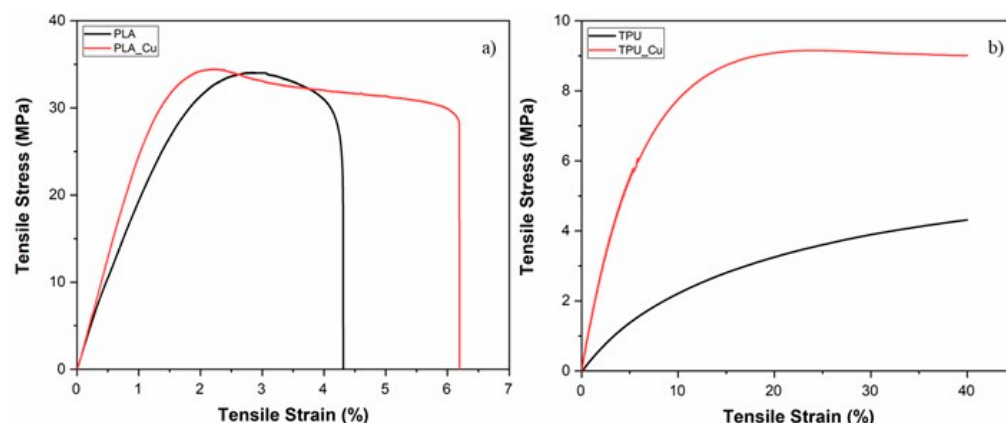 PLA
PLA_Cu
a)
40
30
20
10
0
Tensile Stress (MPa)
0 1 2 3 4 5 6 7
Tensile Strain (%)
TPU
TPU_Cu
b)
10
8
6
4
2
0
Tensile Stress (MPa)
0 10 20 30 40
Tensile Strain (%)